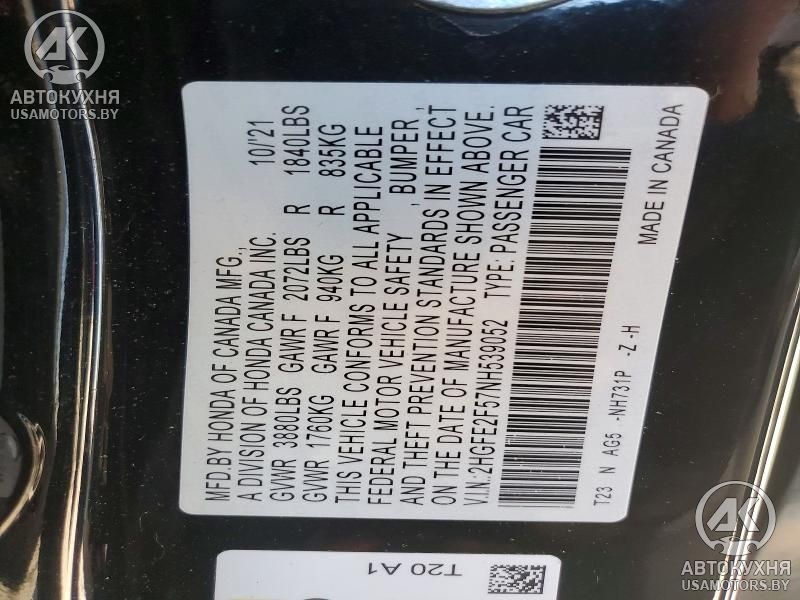 MFD.BY HONDA OF CANADA MFG., 10/'21
A DIVISION OF HONDA CANADA INC.
GVWR 3880LBS GAWR F 2072LBS R 1840LBS
GVWR 1760KG GAWR F 940KG R 835KG
THIS VEHICLE CONFORMS TO ALL APPLICABLE
FEDERAL MOTOR VEHICLE SAFETY , BUMPER ,
AND THEFT PREVENTION STANDARDS IN EFFECT
ON THE DATE OF MANUFACTURE SHOWN ABOVE.
V.I.N.: 2HGFE2F57NH539052 TYPE: PASSENGER CAR
T23 N AG5 -NH731P -Z -H
MADE IN CANADA
T20 A1
АК
АВТОКУХНЯ
USAMOTORS.BY
АК
АВТОКУХНЯ
USAMOTORS.BY